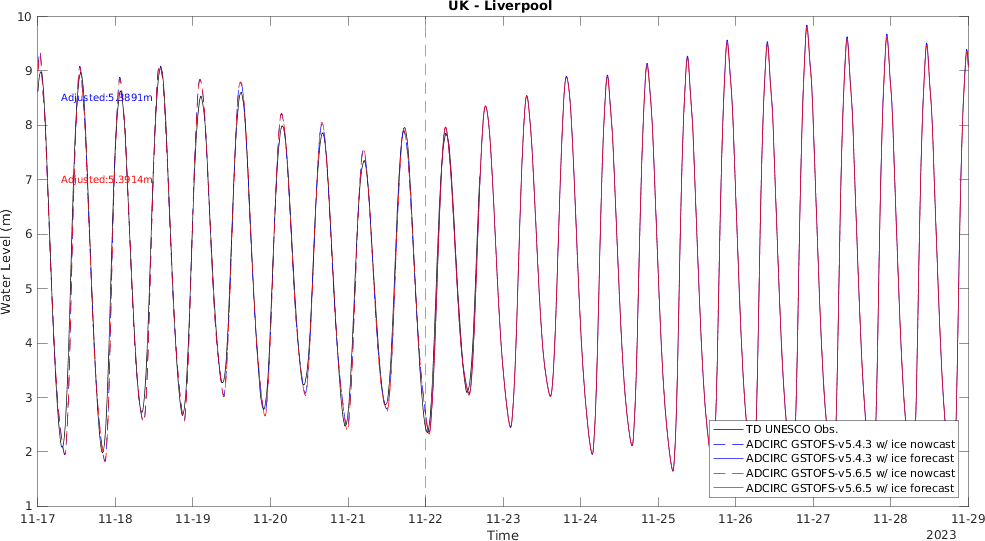 UK - Liverpool
10
9
8
7
6
5
4
3
2
1
Water Level (m)
Adjusted:5.3891m
Adjusted:5.3914m
TD UNESCO Obs.
ADCIRC GSTOFS-v5.4.3 w/ ice nowcast
ADCIRC GSTOFS-v5.4.3 w/ ice forecast
ADCIRC GSTOFS-v5.6.5 w/ ice nowcast
ADCIRC GSTOFS-v5.6.5 w/ ice forecast
11-17 11-18 11-19 11-20 11-21 11-22 11-23 11-24 11-25 11-26 11-27 11-28 11-29
Time
2023